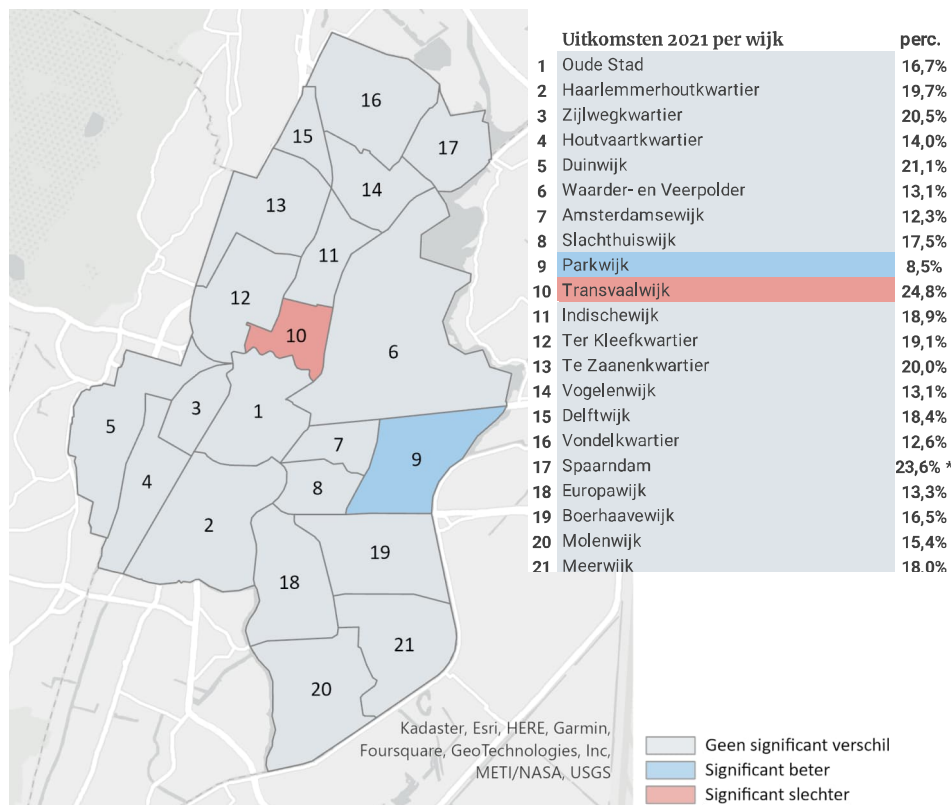 Uitkomsten 2021 per wijk perc.
1 Oude Stad 16,7%
2 Haarlemmerhoutkwartier 19,7%
3 Zijlwegkwartier 20,5%
4 Houtvaartkwartier 14,0%
5 Duinwijk 21,1%
6 Waarder- en Veerpolder 13,1%
7 Amsterdamsewijk 12,3%
8 Slachthuiswijk 17,5%
9 Parkwijk 8,5%
10 Transvaalwijk 24,8%
11 Indischewijk 18,9%
12 Ter Kleefkwartier 19,1%
13 Te Zaanenkwartier 20,0%
14 Vogelenwijk 13,1%
15 Delftwijk 18,4%
16 Vondelkwartier 12,6%
17 Spaarndam 23,6% *
18 Europawijk 13,3%
19 Boerhaavewijk 16,5%
20 Molenwijk 15,4%
21 Meerwijk 18,0%
16
15
17
14
13
11
12
10
6
3
1
5
7
9
4
8
2
19
18
21
20
Kadaster, Esri, HERE, Garmin,
Foursquare, GeoTechnologies, Inc,
METI/NASA, USGS
Geen significant verschil
Significant beter
Significant slechter